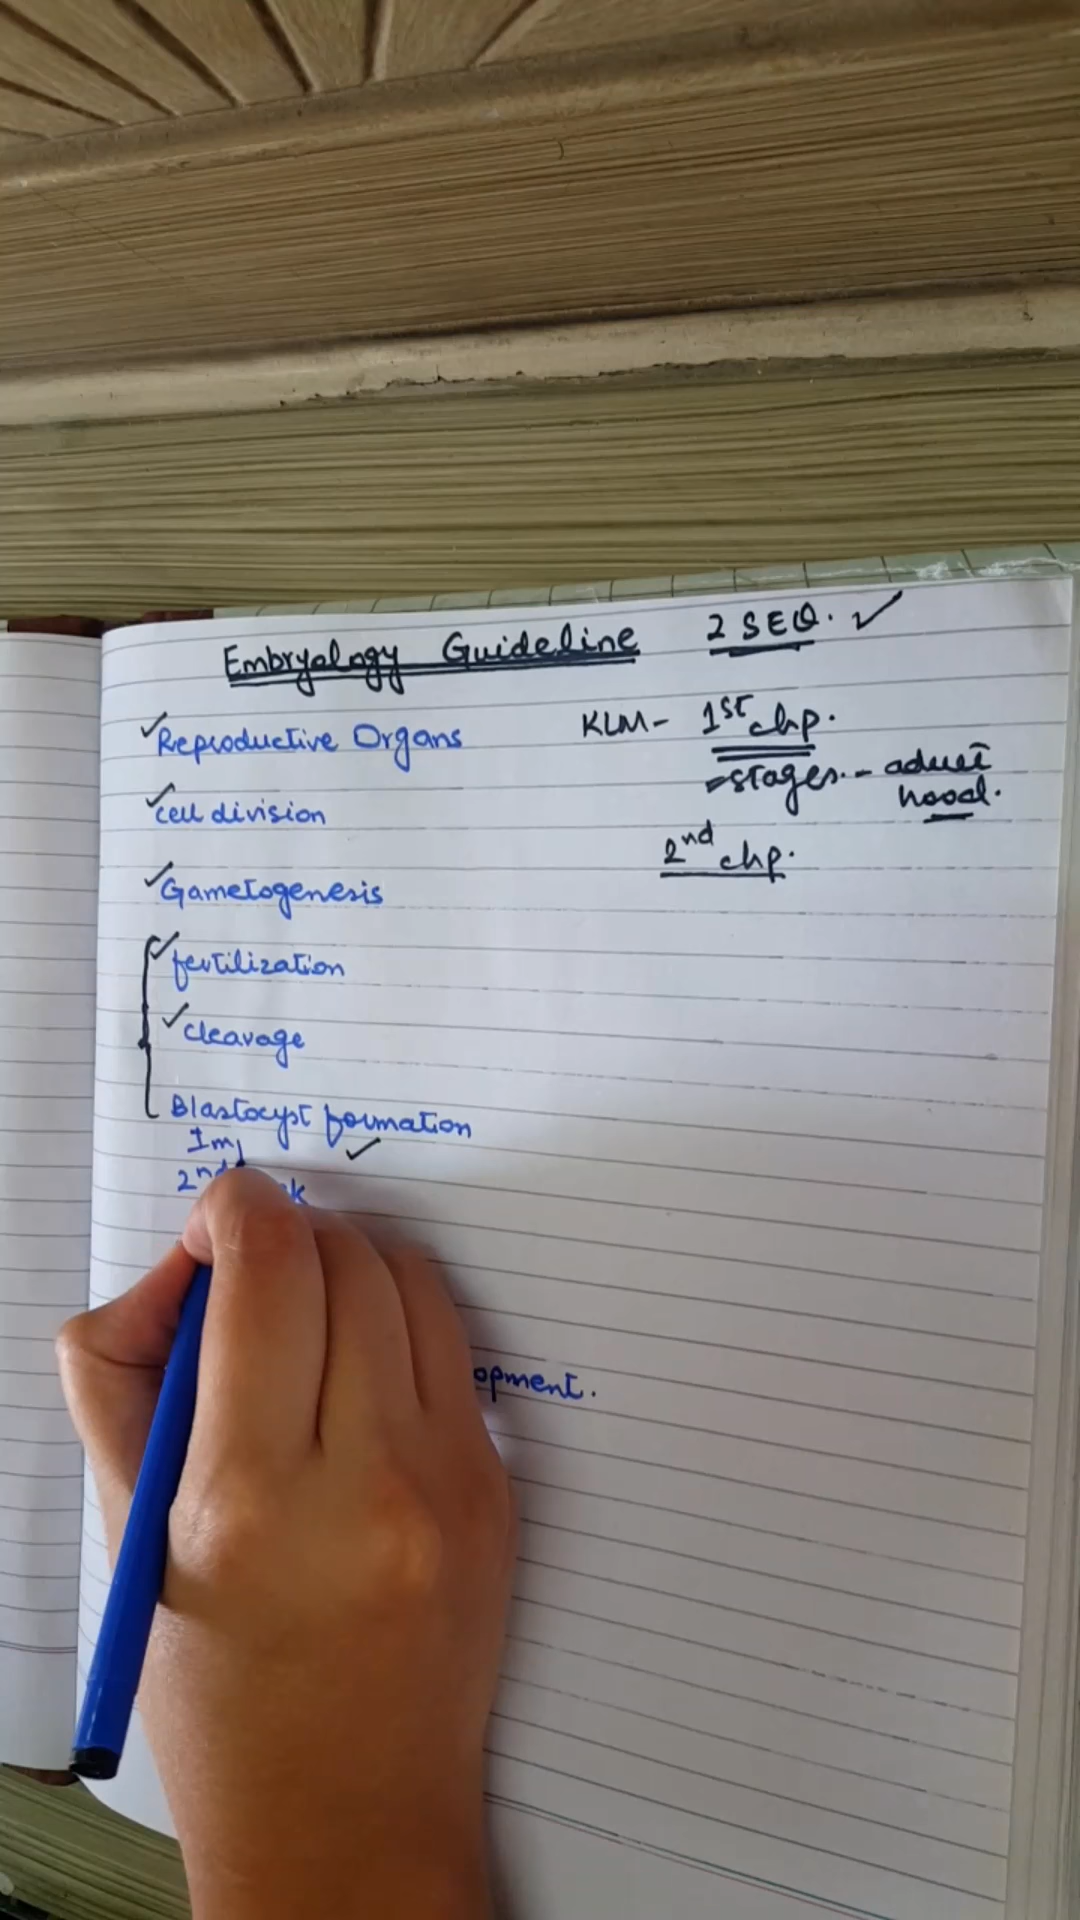 Embryology Guideline 2 SEQ.
Reproductive Organs
KLM- 1st chp.
stages. - adult
hood.
cell division
2nd chp.
Gametogenesis
fertilization
cleavage
Blastocyst formation
2nd